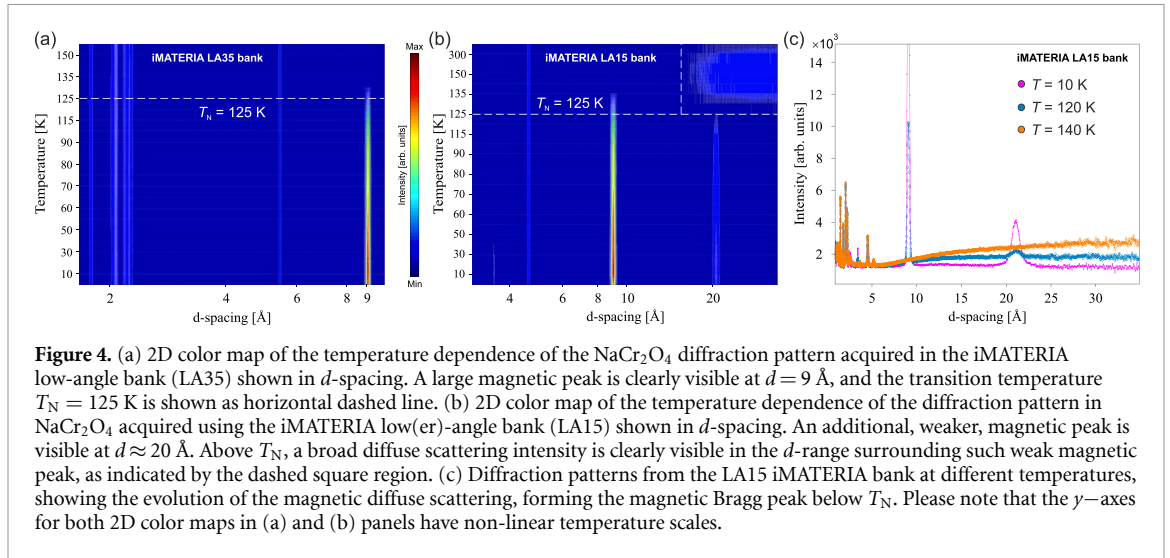 (a)
iMATERIA LA35 bank
T_N = 125 K
Temperature [K]
150
135
125
110
90
70
50
30
10
2
4
6
8
9
d-spacing [Å]
Max
Intensity [arb. units]
Min
(b)
iMATERIA LA15 bank
T_N = 125 K
Temperature [K]
300
150
135
125
110
90
70
50
30
10
4
6
8
10
20
d-spacing [Å]
(c)
×10³
iMATERIA LA15 bank
T = 10 K
T = 120 K
T = 140 K
Intensity [arb. units]
14
12
10
8
6
4
2
5
10
15
20
25
30
d-spacing [Å]
Figure 4. (a) 2D color map of the temperature dependence of the NaCr₂O₄ diffraction pattern acquired in the iMATERIA
low-angle bank (LA35) shown in d-spacing. A large magnetic peak is clearly visible at d = 9 Å, and the transition temperature
T_N = 125 K is shown as horizontal dashed line. (b) 2D color map of the temperature dependence of the diffraction pattern in
NaCr₂O₄ acquired using the iMATERIA low(er)-angle bank (LA15) shown in d-spacing. An additional, weaker, magnetic peak is
visible at d ≈ 20 Å. Above T_N, a broad diffuse scattering intensity is clearly visible in the d-range surrounding such weak magnetic
peak, as indicated by the dashed square region. (c) Diffraction patterns from the LA15 iMATERIA bank at different temperatures,
showing the evolution of the magnetic diffuse scattering, forming the magnetic Bragg peak below T_N. Please note that the y−axes
for both 2D color maps in (a) and (b) panels have non-linear temperature scales.